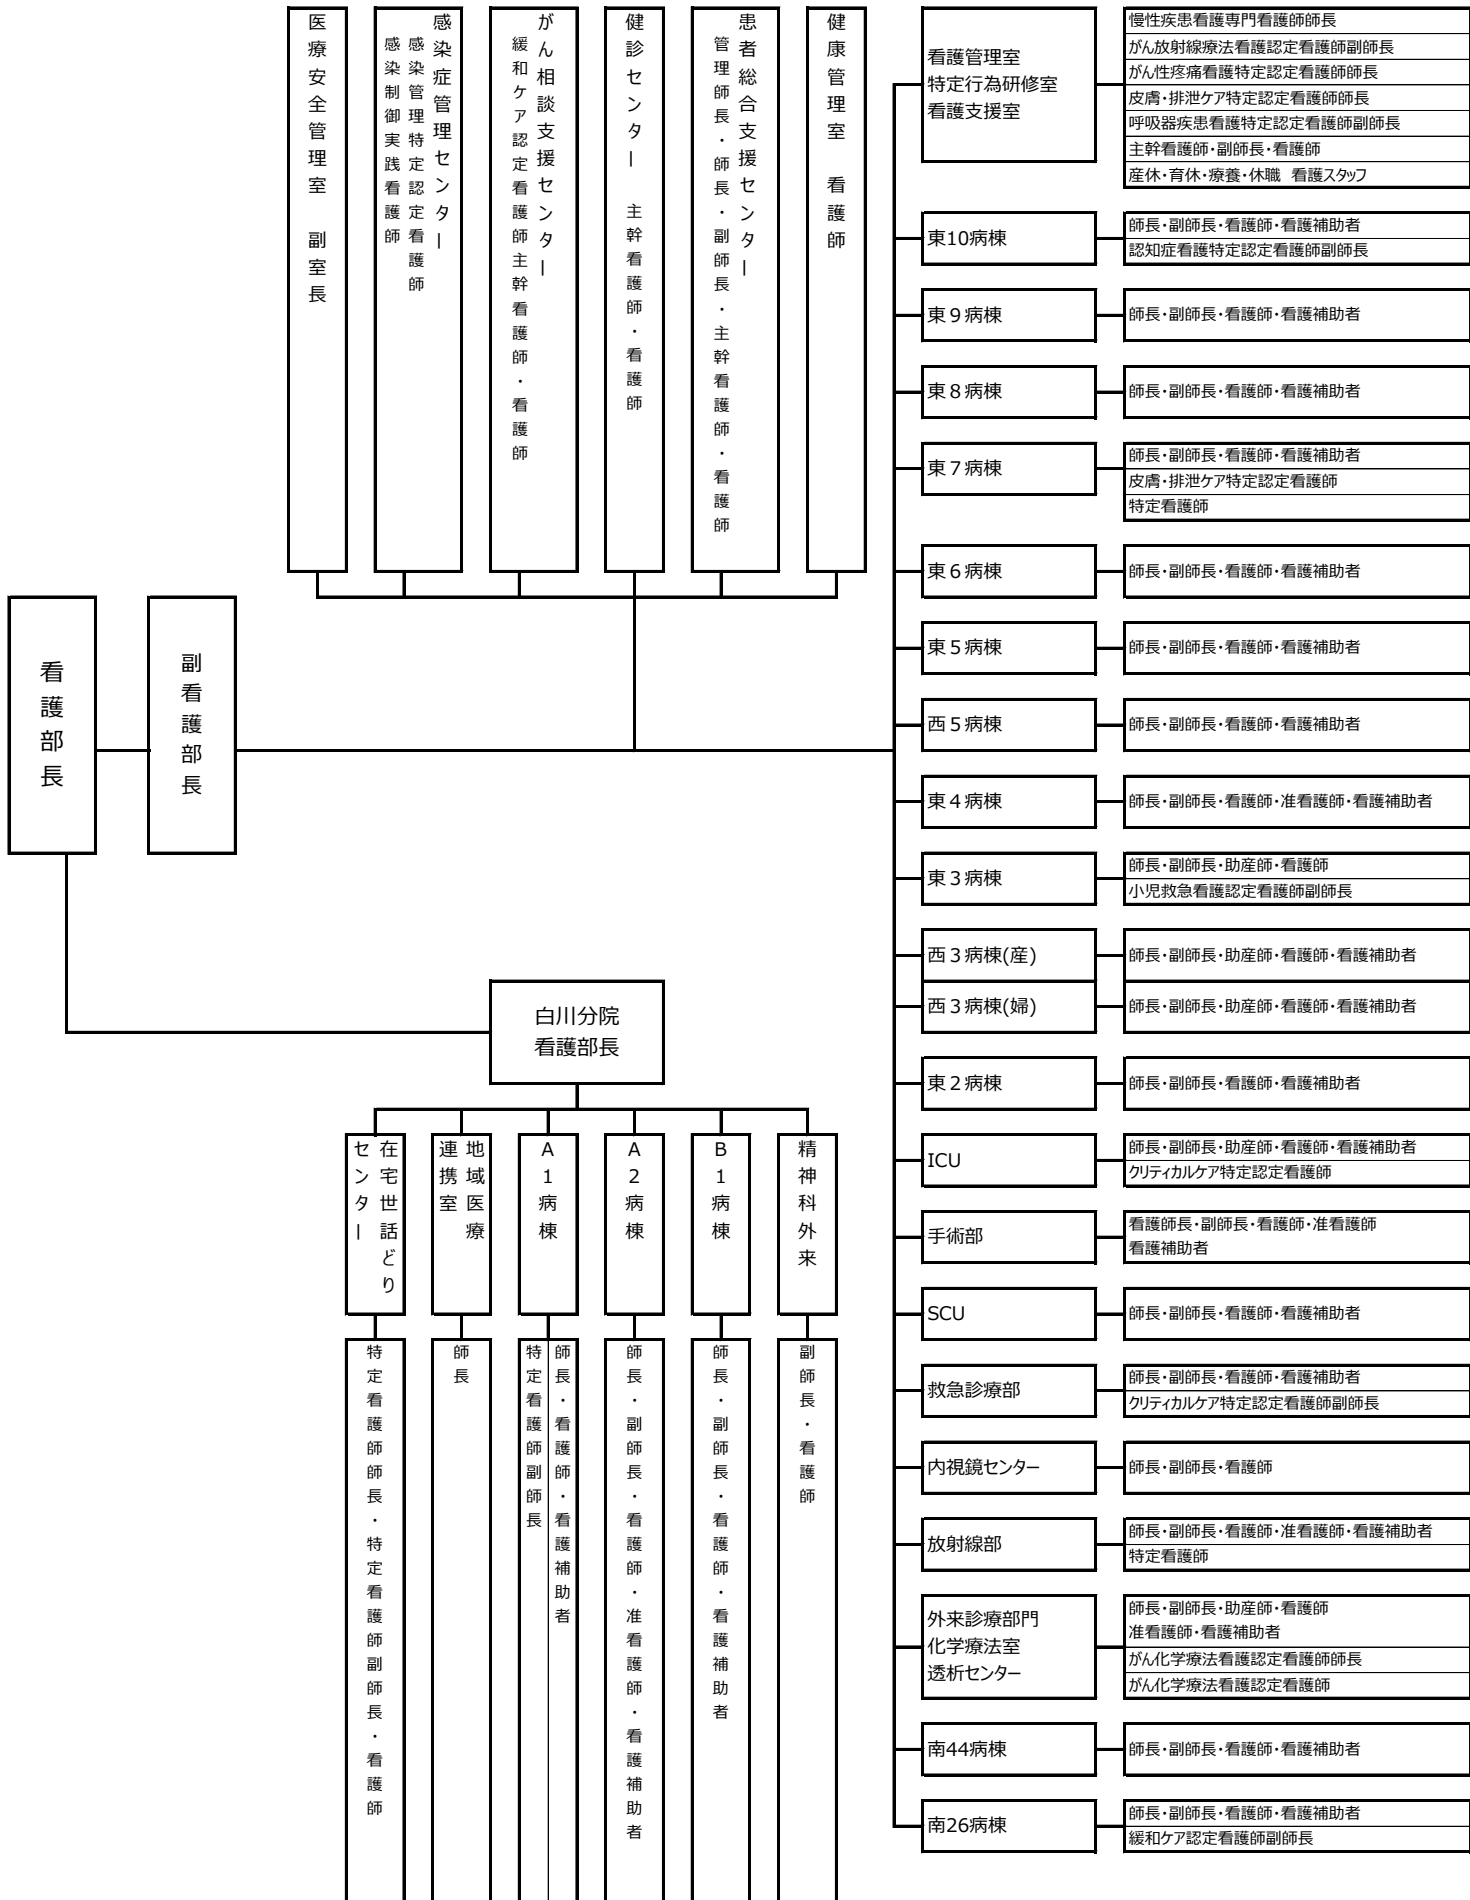 医療安全管理室　副室長
感染症管理センター
感染管理特定認定看護師
感染制御実践看護師
がん相談支援センター
緩和ケア認定看護師主幹看護師・看護師
健診センター　主幹看護師・看護師
患者総合支援センター
管理師長・師長・副師長・主幹看護師・看護師
健康管理室　看護師
看護部長
副看護部長
看護管理室
特定行為研修室
看護支援室
慢性疾患看護専門看護師師長
がん放射線療法看護認定看護師副師長
がん性疼痛看護特定認定看護師師長
皮膚・排泄ケア特定認定看護師師長
呼吸器疾患看護特定認定看護師副師長
主幹看護師・副師長・看護師
産休・育休・療養・休職　看護スタッフ
東10病棟
師長・副師長・看護師・看護補助者
認知症看護特定認定看護師副師長
東９病棟
師長・副師長・看護師・看護補助者
東８病棟
師長・副師長・看護師・看護補助者
東７病棟
師長・副師長・看護師・看護補助者
皮膚・排泄ケア特定認定看護師
特定看護師
東６病棟
師長・副師長・看護師・看護補助者
東５病棟
師長・副師長・看護師・看護補助者
西５病棟
師長・副師長・看護師・看護補助者
東４病棟
師長・副師長・看護師・准看護師・看護補助者
東３病棟
師長・副師長・助産師・看護師
小児救急看護認定看護師副師長
西３病棟(産)
師長・副師長・助産師・看護師・看護補助者
西３病棟(婦)
師長・副師長・助産師・看護師・看護補助者
東２病棟
師長・副師長・看護師・看護補助者
ICU
師長・副師長・助産師・看護師・看護補助者
クリティカルケア特定認定看護師
手術部
看護師長・副師長・看護師・准看護師
看護補助者
SCU
師長・副師長・看護師・看護補助者
救急診療部
師長・副師長・看護師・看護補助者
クリティカルケア特定認定看護師副師長
内視鏡センター
師長・副師長・看護師
放射線部
師長・副師長・看護師・准看護師・看護補助者
特定看護師
外来診療部門
化学療法室
透析センター
師長・副師長・助産師・看護師
准看護師・看護補助者
がん化学療法看護認定看護師師長
がん化学療法看護認定看護師
南44病棟
師長・副師長・看護師・看護補助者
南26病棟
師長・副師長・看護師・看護補助者
緩和ケア認定看護師副師長
白川分院
看護部長
在宅世話どり
センター
特定看護師師長・特定看護師副師長・看護師
地域医療
連携室
師長
A1病棟
師長・看護師・看護補助者
特定看護師副師長
A2病棟
師長・副師長・看護師・准看護師・看護補助者
B1病棟
師長・副師長・看護師・看護補助者
精神科外来
副師長・看護師